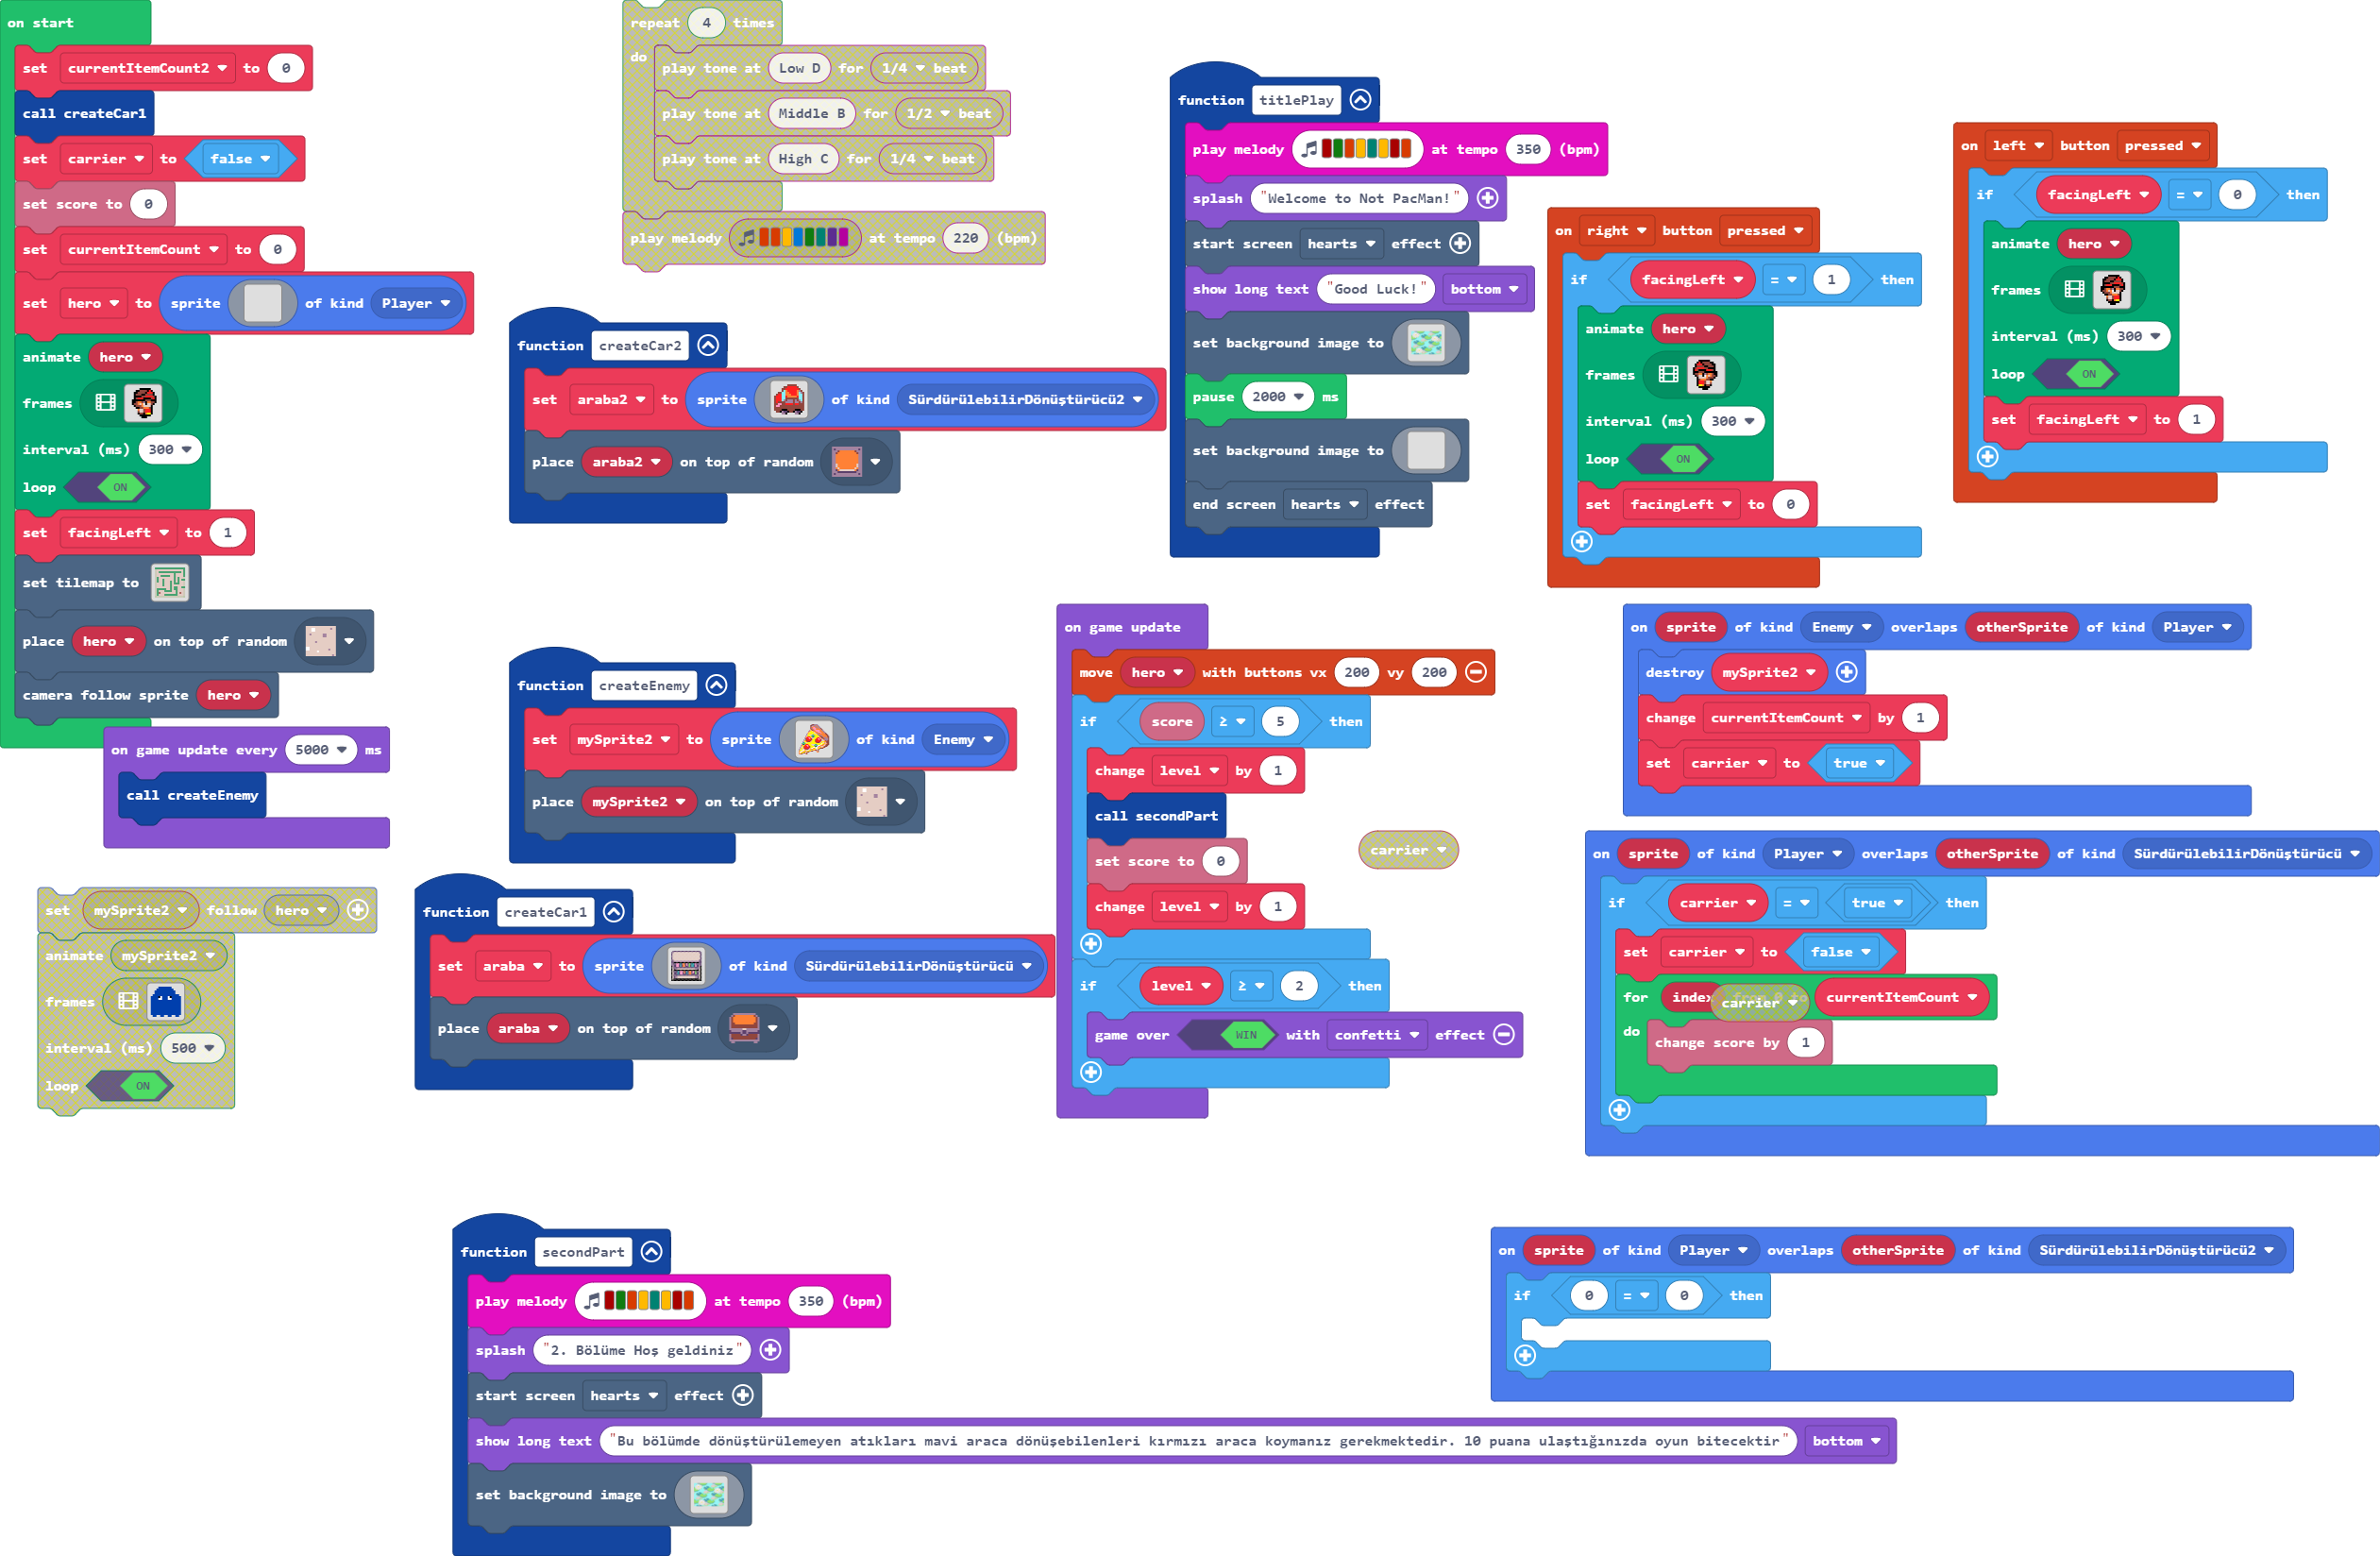 on start
set currentItemCount2 to 0
call createCar1
set carrier to false
set score to 0
set currentItemCount to 0
set hero to sprite of kind Player
animate hero
frames
interval (ms) 300
loop ON
set facingLeft to 1
set tilemap to
place hero on top of random
camera follow sprite hero
on game update every 5000 ms
call createEnemy
set mySprite2 follow hero
animate mySprite2
frames
interval (ms) 500
loop ON
repeat 4 times
do
play tone at Low D for 1/4 beat
play tone at Middle B for 1/2 beat
play tone at High C for 1/4 beat
play melody at tempo 220 (bpm)
function createCar2
set araba2 to sprite of kind SürdürülebilirDönüştürücü2
place araba2 on top of random
function createEnemy
set mySprite2 to sprite of kind Enemy
place mySprite2 on top of random
function createCar1
set araba to sprite of kind SürdürülebilirDönüştürücü
place araba on top of random
function titlePlay
play melody at tempo 350 (bpm)
splash "Welcome to Not PacMan!"
start screen hearts effect
show long text "Good Luck!" bottom
set background image to
pause 2000 ms
set background image to
end screen hearts effect
on right button pressed
if facingLeft = 1 then
animate hero
frames
interval (ms) 300
loop ON
set facingLeft to 0
on left button pressed
if facingLeft = 0 then
animate hero
frames
interval (ms) 300
loop ON
set facingLeft to 1
on game update
move hero with buttons vx 200 vy 200
if score ≥ 5 then
change level by 1
call secondPart
set score to 0
change level by 1
if level ≥ 2 then
game over WIN with confetti effect
carrier
on sprite of kind Enemy overlaps otherSprite of kind Player
destroy mySprite2
change currentItemCount by 1
set carrier to true
on sprite of kind Player overlaps otherSprite of kind SürdürülebilirDönüştürücü
if carrier = true then
set carrier to false
for index currentItemCount
carrier
do
change score by 1
function secondPart
play melody at tempo 350 (bpm)
splash "2. Bölüme Hoş geldiniz"
start screen hearts effect
show long text "Bu bölümde dönüştürülemeyen atıkları mavi araca dönüşebilenleri kırmızı araca koymanız gerekmektedir. 10 puana ulaştığınızda oyun bitecektir" bottom
set background image to
on sprite of kind Player overlaps otherSprite of kind SürdürülebilirDönüştürücü2
if 0 = 0 then